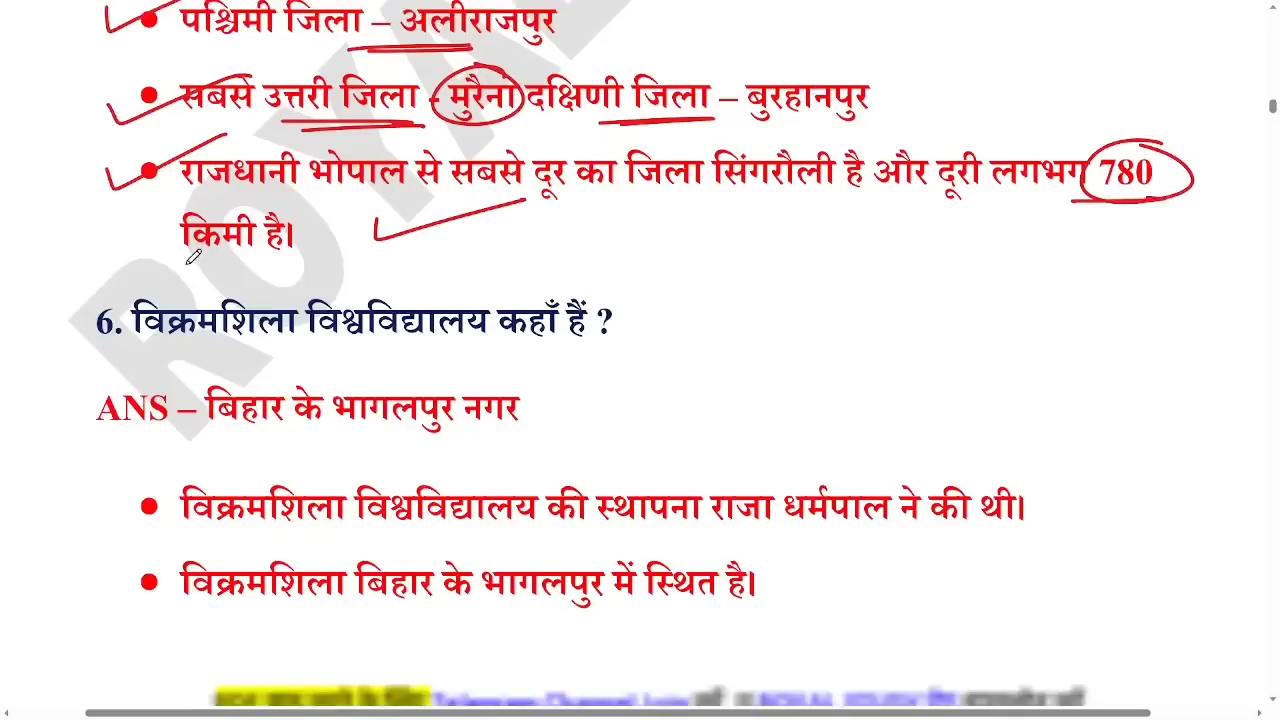 पश्चिमी जिला – अलीराजपुर
सबसे उत्तरी जिला - मुरैना दक्षिणी जिला – बुरहानपुर
राजधानी भोपाल से सबसे दूर का जिला सिंगरौली है और दूरी लगभग 780
किमी है।
6. विक्रमशिला विश्वविद्यालय कहाँ हैं ?
ANS – बिहार के भागलपुर नगर
विक्रमशिला विश्वविद्यालय की स्थापना राजा धर्मपाल ने की थी।
विक्रमशिला बिहार के भागलपुर में स्थित है।